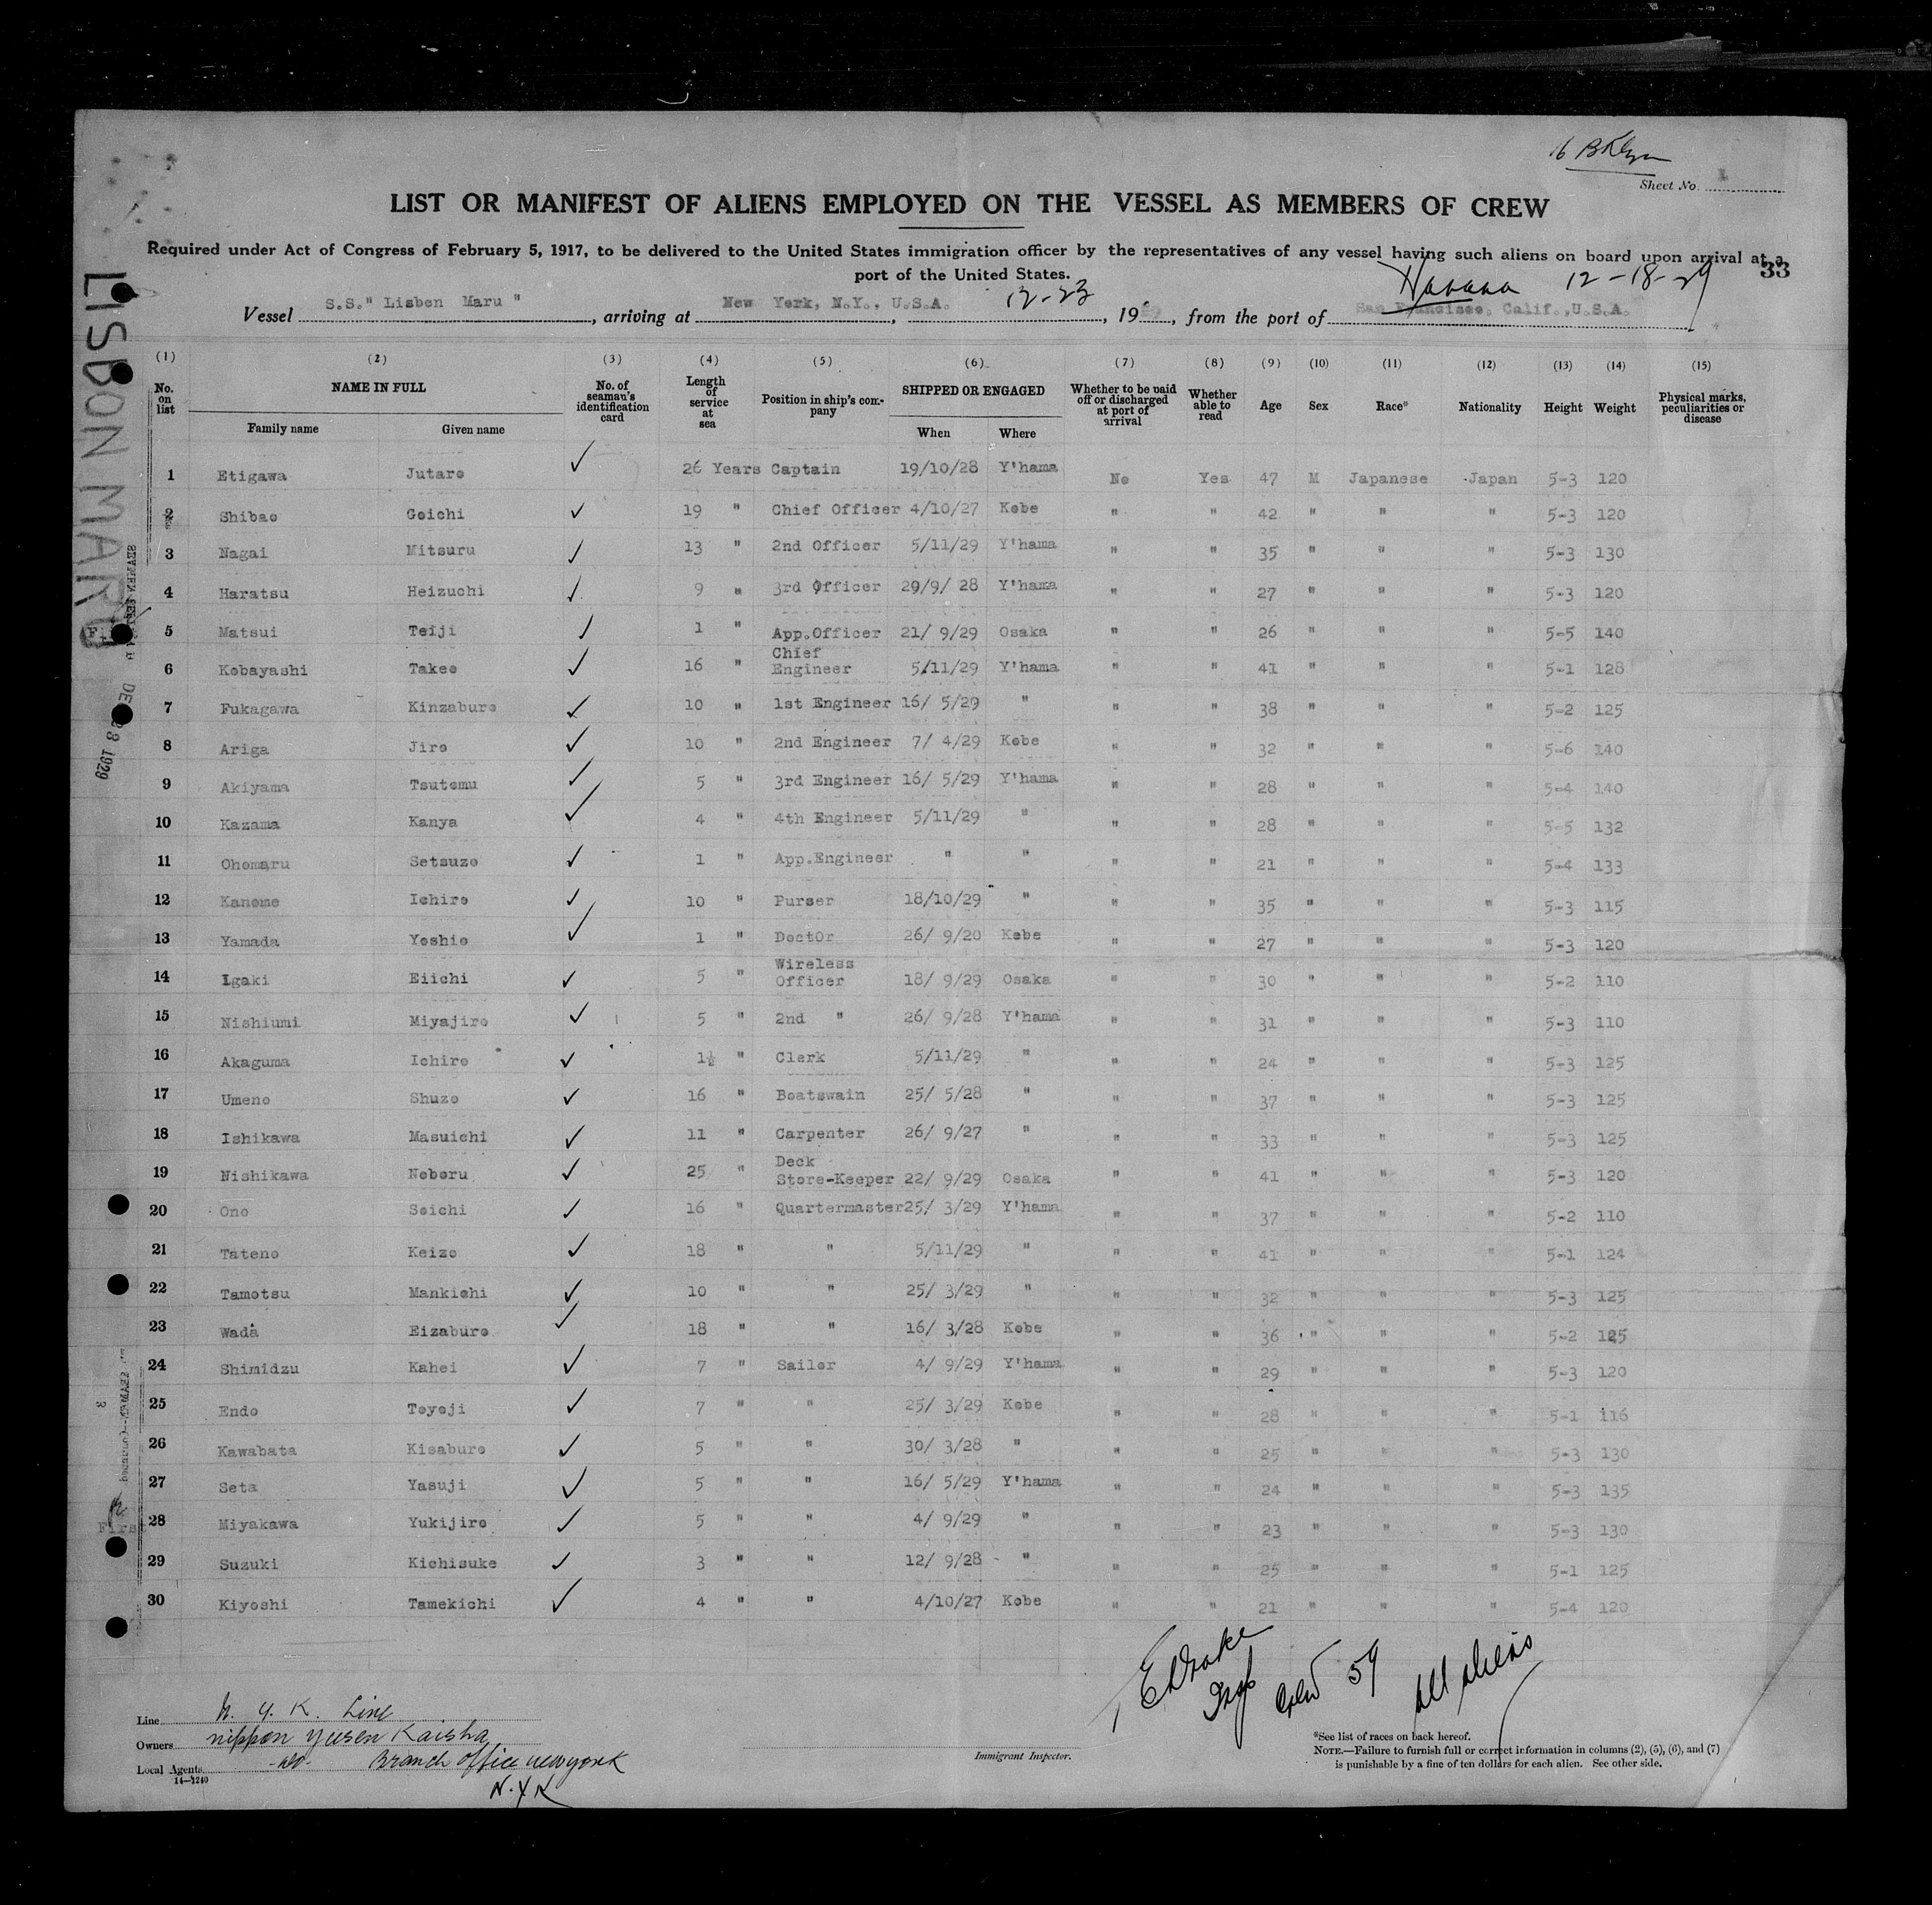 16 Bklyn
Sheet No. 1
LIST OR MANIFEST OF ALIENS EMPLOYED ON THE VESSEL AS MEMBERS OF CREW
Required under Act of Congress of February 5, 1917, to be delivered to the United States immigration officer by the representatives of any vessel having such aliens on board upon arrival at a
port of the United States.
33
Havana 12-18-29
Vessel S.S." Lisbon Maru ", arriving at New York, N.Y., U.S.A., 12-23, 1929, from the port of San Francisco, Calif.,U.S.A.
LISBON MARU
(1) (2) (3) (4) (5) (6) (7) (8) (9) (10) (11) (12) (13) (14) (15)
No. on list NAME IN FULL Family name Given name No. of seaman's identification card Length of service at sea Position in ship's company SHIPPED OR ENGAGED When Where Whether to be paid off or discharged at port of arrival Whether able to read Age Sex Race* Nationality Height Weight Physical marks, peculiarities or disease
1 Etigawa Jutaro ✓ 26 Years Captain 19/10/28 Y'hama No Yes 47 M Japanese Japan 5-3 120
2 Shibao Goichi ✓ 19 " Chief Officer 4/10/27 Kobe " " 42 " " " 5-3 120
3 Nagai Mitsuru ✓ 13 " 2nd Officer 5/11/29 Y'hama " " 35 " " " 5-3 130
4 Haratsu Heizuchi ✓ 9 " 3rd Officer 29/9/ 28 Y'hama " " 27 " " " 5-3 120
5 Matsui Teiji ✓ 1 " App.Officer 21/ 9/29 Osaka " " 26 " " " 5-5 140
6 Kobayashi Takeo ✓ 16 " Chief Engineer 5/11/29 Y'hama " " 41 " " " 5-1 128
7 Fukagawa Kinzaburo ✓ 10 " 1st Engineer 16/ 5/29 " " " 38 " " " 5-2 125
8 Ariga Jiro ✓ 10 " 2nd Engineer 7/ 4/29 Kobe " " 32 " " " 5-6 140
9 Akiyama Tsutomu ✓ 5 " 3rd Engineer 16/ 5/29 Y'hama " " 28 " " " 5-4 140
10 Kazama Kanya ✓ 4 " 4th Engineer 5/11/29 " " " 28 " " " 5-5 132
11 Ohomaru Setsuzo ✓ 1 " App.Engineer " " " " 21 " " " 5-4 133
12 Kanome Ichiro ✓ 10 " Purser 18/10/29 " " " 35 " " " 5-3 115
13 Yamada Yoshio ✓ 1 " DoctOr 26/ 9/20 Kobe " " 27 " " " 5-3 120
14 Igaki Eiichi ✓ 5 " Wireless Officer 18/ 9/29 Osaka " " 30 " " " 5-2 110
15 Nishiumi Miyajiro ✓ 5 " 2nd " 26/ 9/28 Y'hama " " 31 " " " 5-3 110
16 Akaguma Ichiro ✓ 1½ " Clerk 5/11/29 " " " 24 " " " 5-3 125
17 Umeno Shuzo ✓ 16 " Boatswain 25/ 5/28 " " " 37 " " " 5-3 125
18 Ishikawa Masuichi ✓ 11 " Carpenter 26/ 9/27 " " " 33 " " " 5-3 125
19 Nishikawa Noboru ✓ 25 " Deck Store-Keeper 22/ 9/29 Osaka " " 41 " " " 5-3 120
20 Ono Seichi ✓ 16 " Quartermaster 25/ 3/29 Y'hama " " 37 " " " 5-2 110
21 Tateno Keizo ✓ 18 " " 5/11/29 " " " 41 " " " 5-1 124
22 Tamotsu Mankichi ✓ 10 " " 25/ 3/29 " " " 32 " " " 5-3 125
23 Wada Eizaburo ✓ 18 " " 16/ 3/28 Kobe " " 36 " " " 5-2 125
24 Shimidzu Kahei ✓ 7 " Sailor 4/ 9/29 Y'hama " " 29 " " " 5-3 120
25 Endo Toyoji ✓ 7 " " 25/ 3/29 Kobe " " 28 " " " 5-1 116
26 Kawabata Kisaburo ✓ 5 " " 30/ 3/28 " " " 25 " " " 5-3 130
27 Seta Yasuji ✓ 5 " " 16/ 5/29 Y'hama " " 24 " " " 5-3 135
28 Miyakawa Yukijiro ✓ 5 " " 4/ 9/29 " " " 23 " " " 5-3 130
29 Suzuki Kichisuke ✓ 3 " " 12/ 9/28 " " " 25 " " " 5-1 125
30 Kiyoshi Tamekichi ✓ 4 " " 4/10/27 Kobe " " 21 " " " 5-4 120
E Drake
Insp Crew 59 all aliens
Line N. Y. K. Line
Owners Nippon Yusen Kaisha
Local Agents -do- Branch office New York
N.Y.K
14—1240
Immigrant Inspector.
*See list of races on back hereof.
NOTE.—Failure to furnish full or correct information in columns (2), (5), (6), and (7)
is punishable by a fine of ten dollars for each alien. See other side.